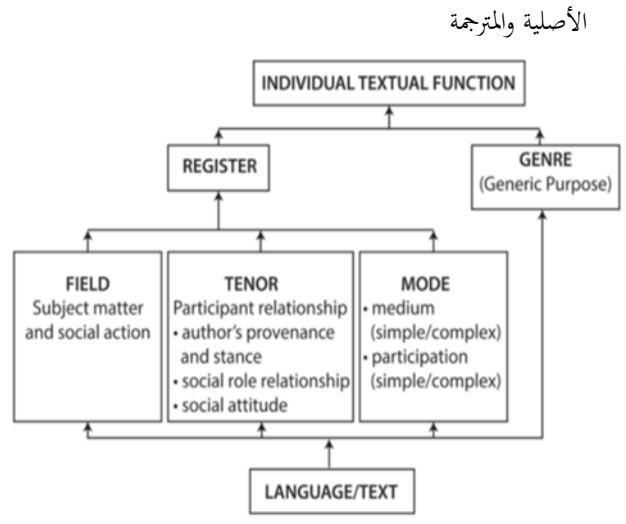 الأصلية والمترجمة
INDIVIDUAL TEXTUAL FUNCTION
REGISTER
GENRE
(Generic Purpose)
FIELD
Subject matter
and social action
TENOR
Participant relationship
• author's provenance
and stance
• social role relationship
• social attitude
MODE
• medium
(simple/complex)
• participation
(simple/complex)
LANGUAGE/TEXT